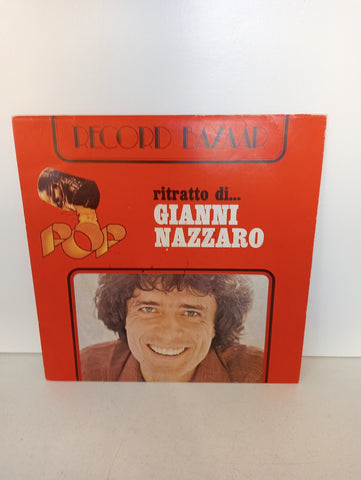 RECORD BAZAAR
ritratto di...
GIANNI
NAZZARO
POP